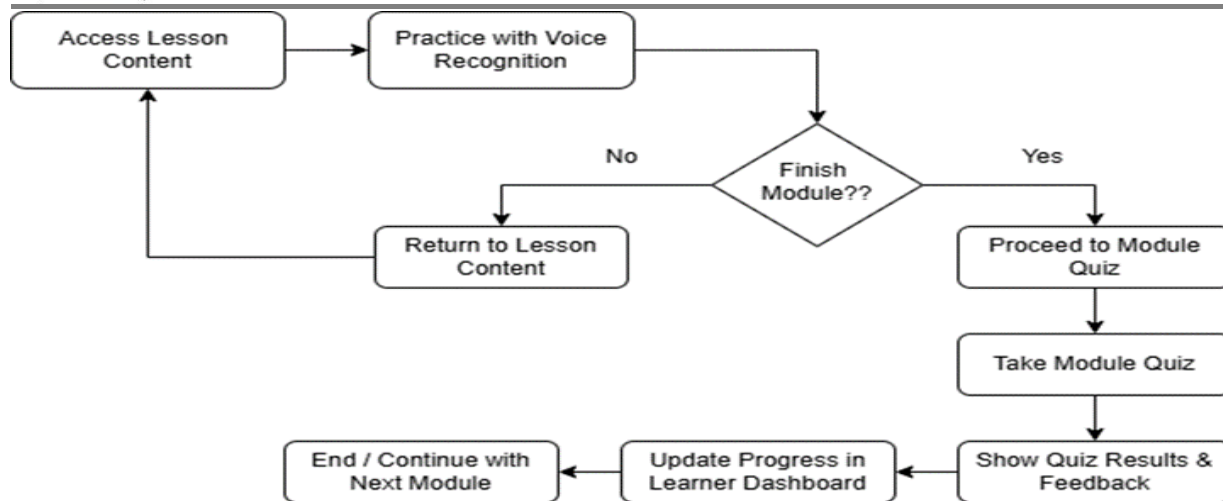 Access Lesson
Content
Practice with Voice
Recognition
Finish
Module??
No
Yes
Return to Lesson
Content
Proceed to Module
Quiz
Take Module Quiz
Show Quiz Results &
Feedback
Update Progress in
Learner Dashboard
End / Continue with
Next Module